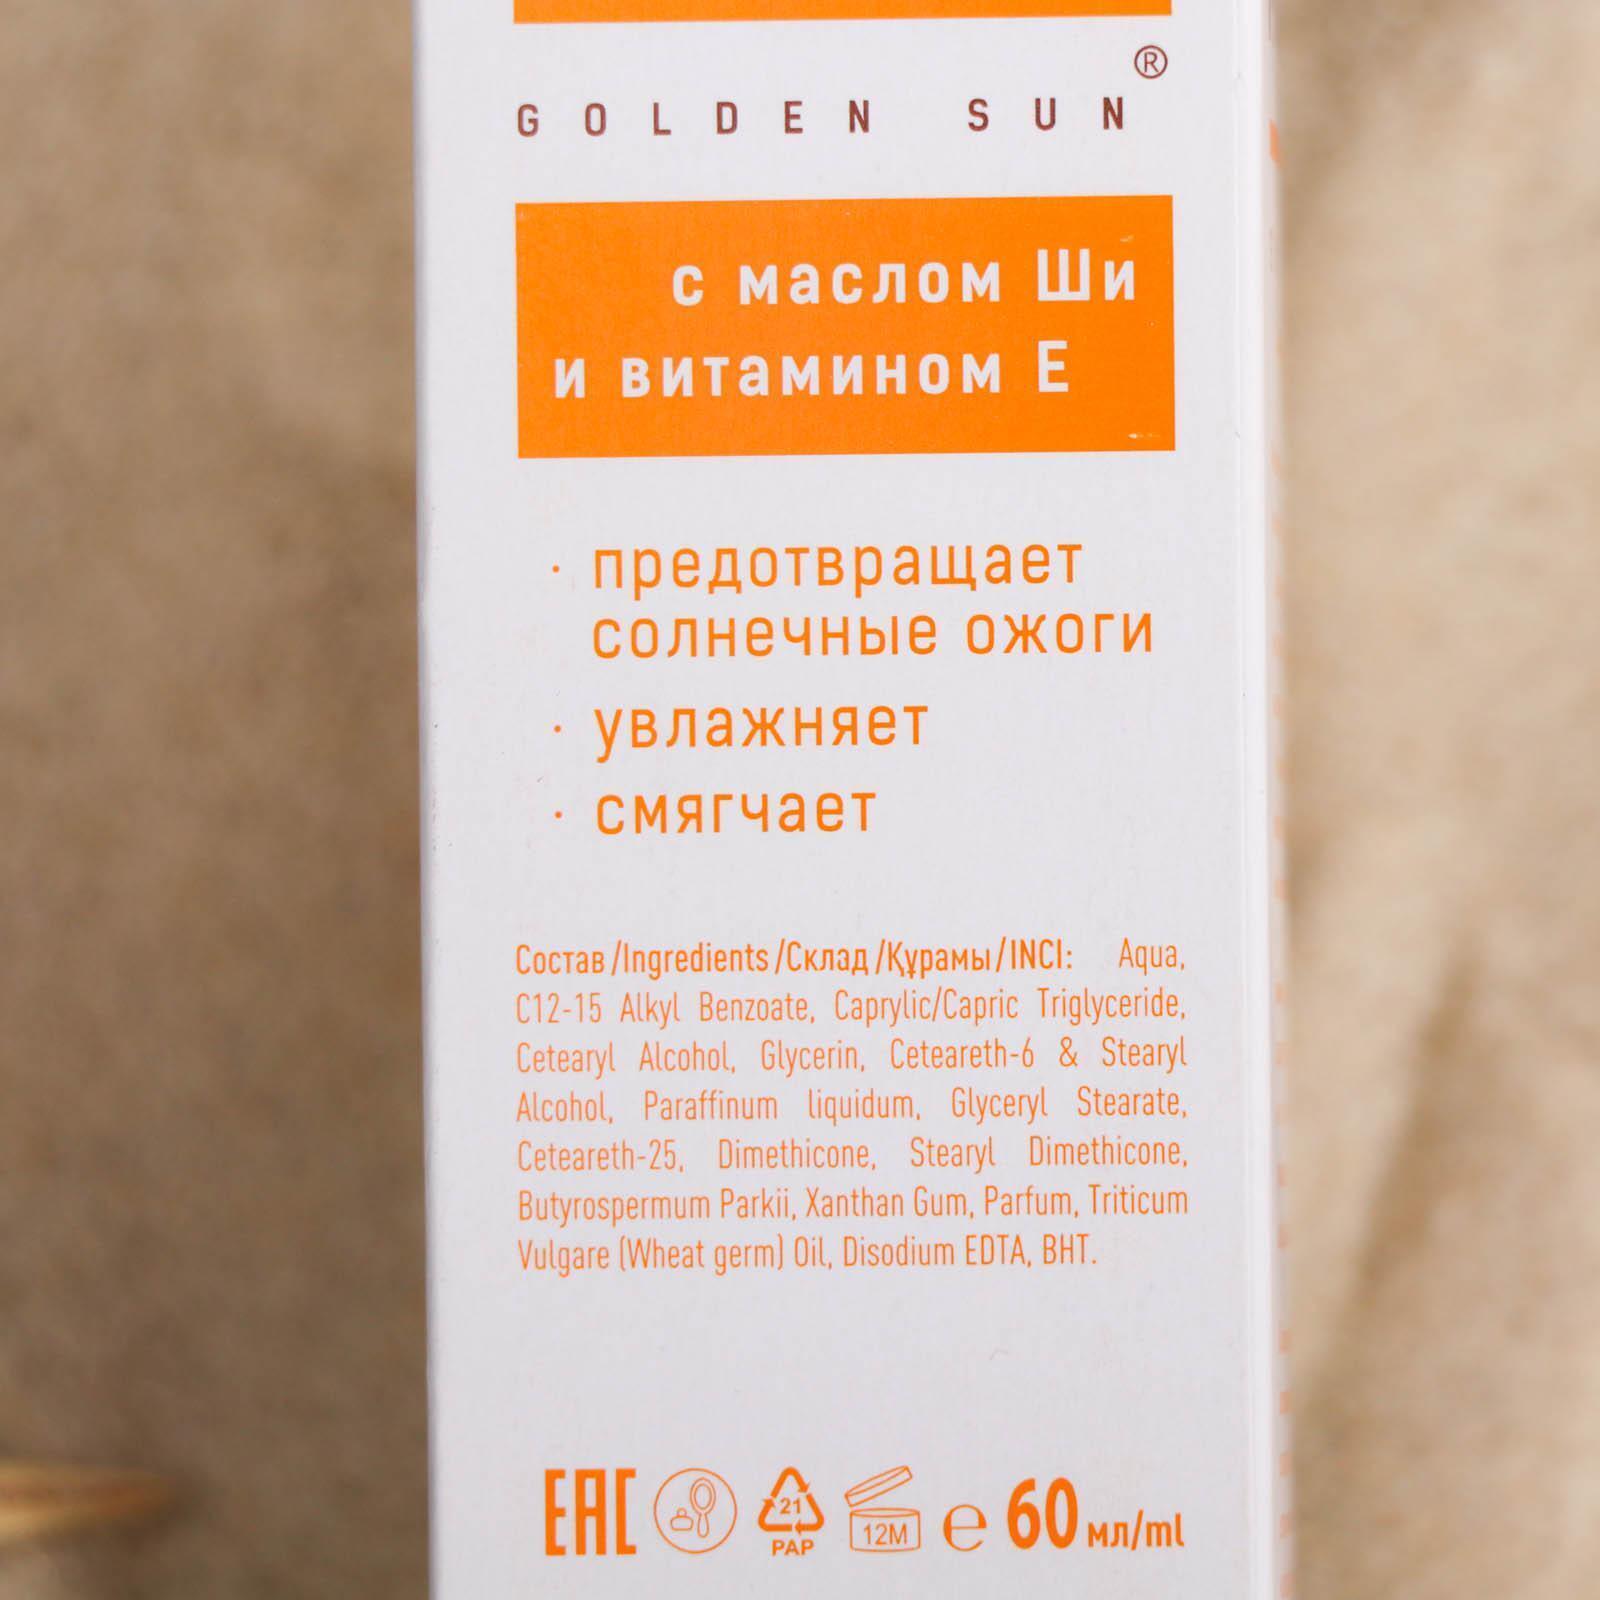 GOLDEN SUN®
с маслом Ши
и витамином Е
· предотвращает
солнечные ожоги
· увлажняет
· смягчает
Состав/Ingredients/Склад/Құрамы/INCI: Aqua,
C12-15 Alkyl Benzoate, Caprylic/Capric Triglyceride,
Cetearyl Alcohol, Glycerin, Ceteareth-6 & Stearyl
Alcohol, Paraffinum liquidum, Glyceryl Stearate,
Ceteareth-25, Dimethicone, Stearyl Dimethicone,
Butyrospermum Parkii, Xanthan Gum, Parfum, Triticum
Vulgare (Wheat germ) Oil, Disodium EDTA, BHT.
EAC 21 PAP 12M ℮ 60 мл/ml